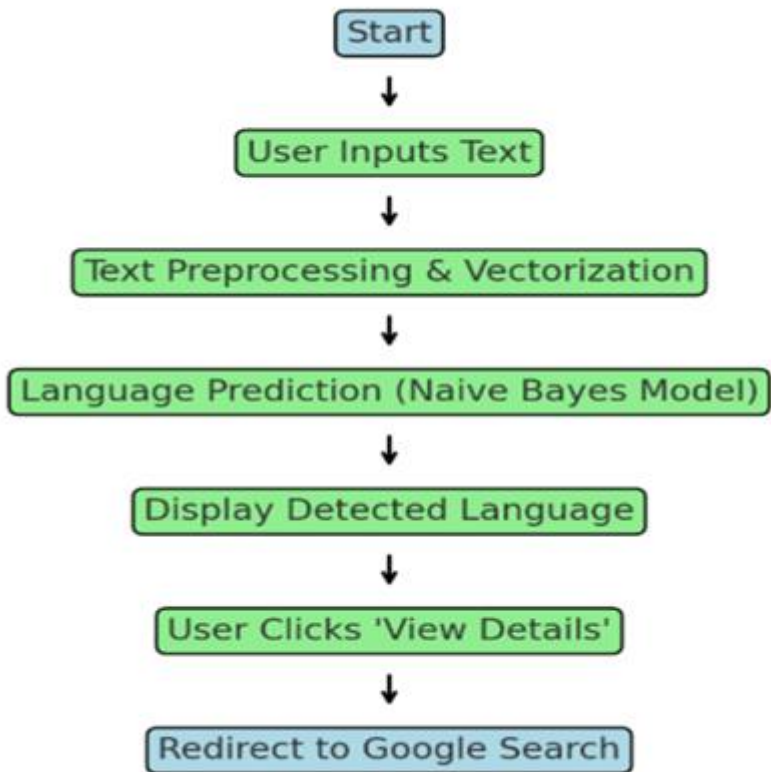 Start
User Inputs Text
Text Preprocessing & Vectorization
Language Prediction (Naive Bayes Model)
Display Detected Language
User Clicks 'View Details'
Redirect to Google Search